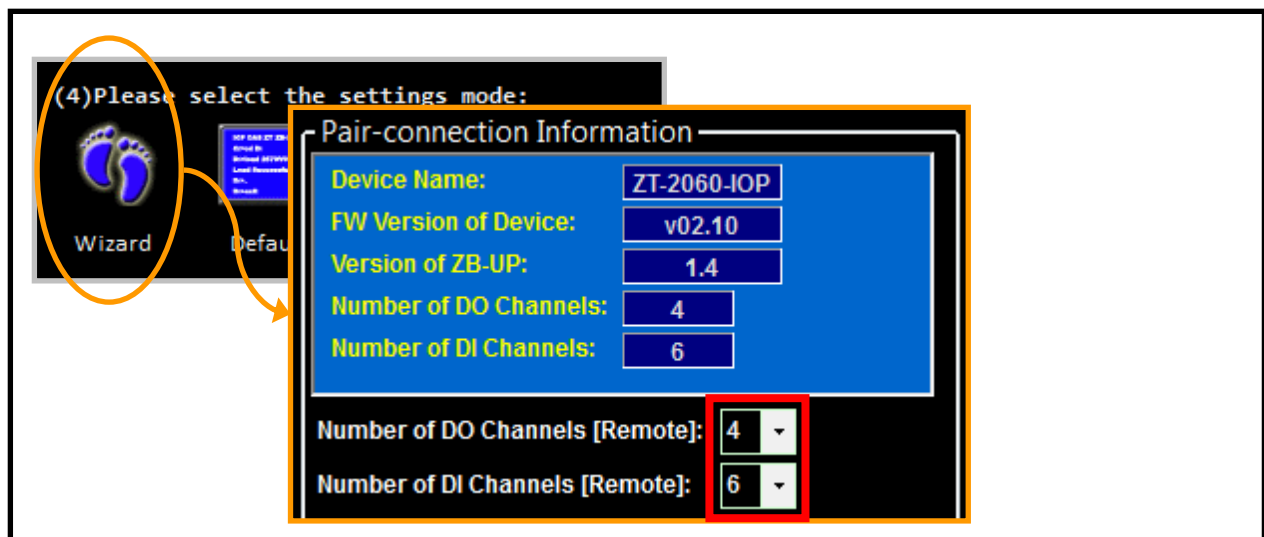 (4)Please select the settings mode:
Wizard
Defau
Pair-connection Information
Device Name: ZT-2060-IOP
FW Version of Device: v02.10
Version of ZB-UP: 1.4
Number of DO Channels: 4
Number of DI Channels: 6
Number of DO Channels [Remote]: 4
Number of DI Channels [Remote]: 6